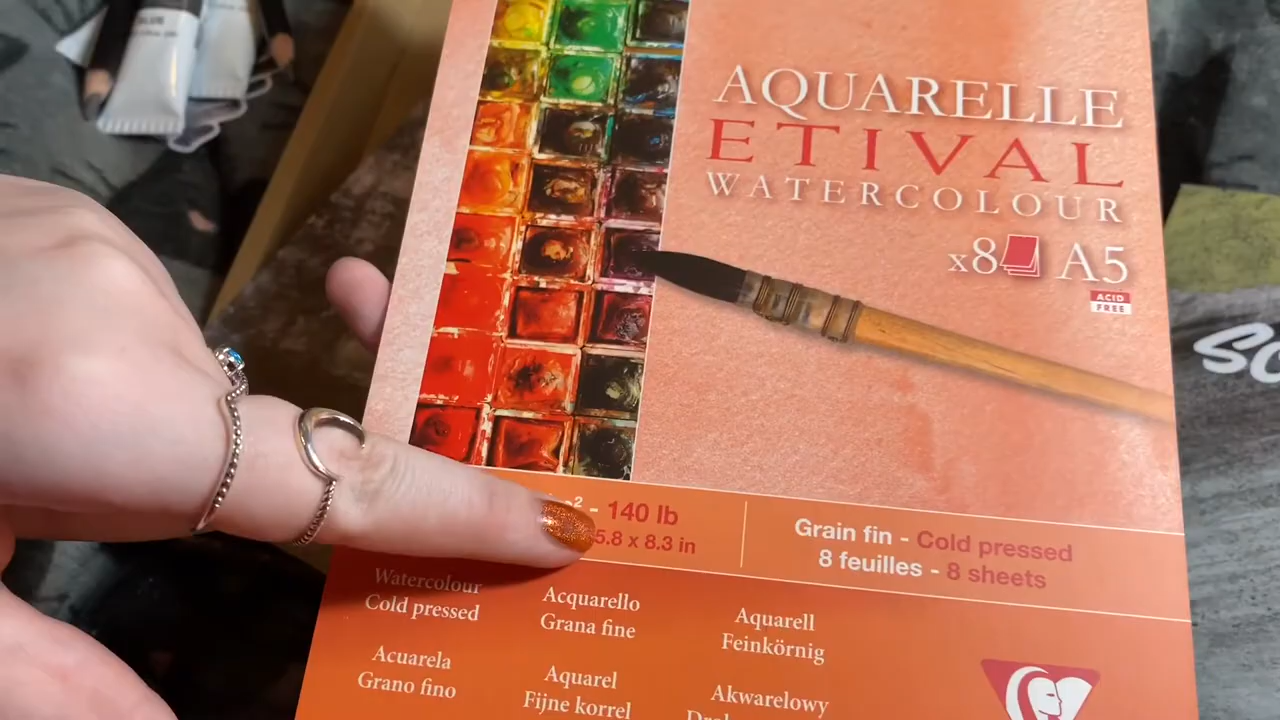 AQUARELLE
ETIVAL
WATERCOLOUR
x8 A5
ACID
FREE
² - 140 lb
5.8 x 8.3 in
Grain fin - Cold pressed
8 feuilles - 8 sheets
Watercolour
Cold pressed
Acquarello
Grana fine
Aquarell
Feinkörnig
Acuarela
Grano fino
Aquarel
Fijne korrel
Akwarelowy